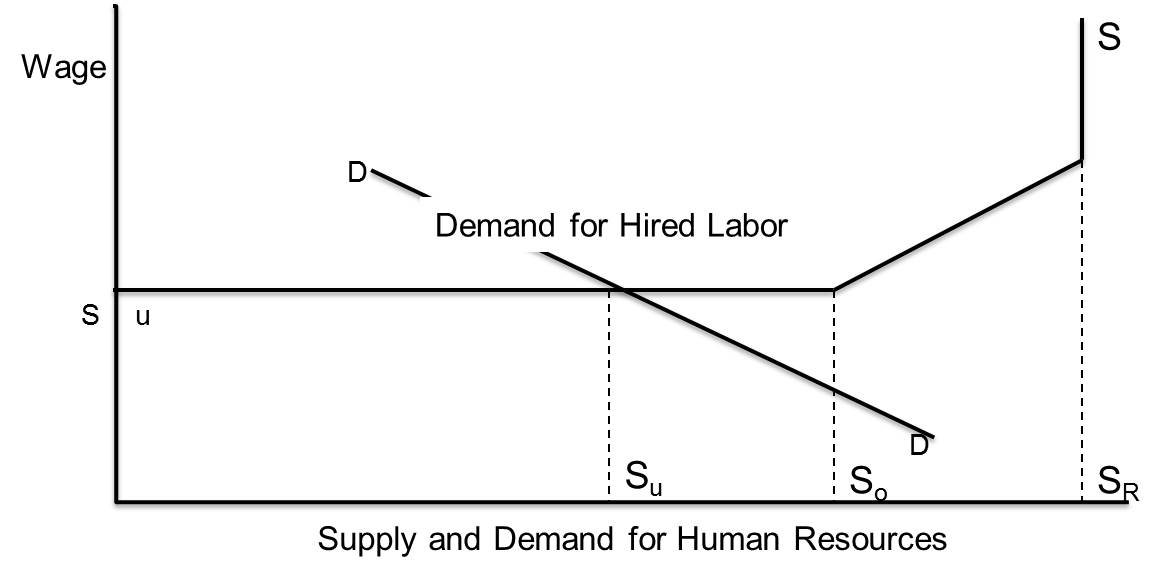 S
Wage
D
Demand for Hired Labor
S u
D
Su
So
SR
Supply and Demand for Human Resources